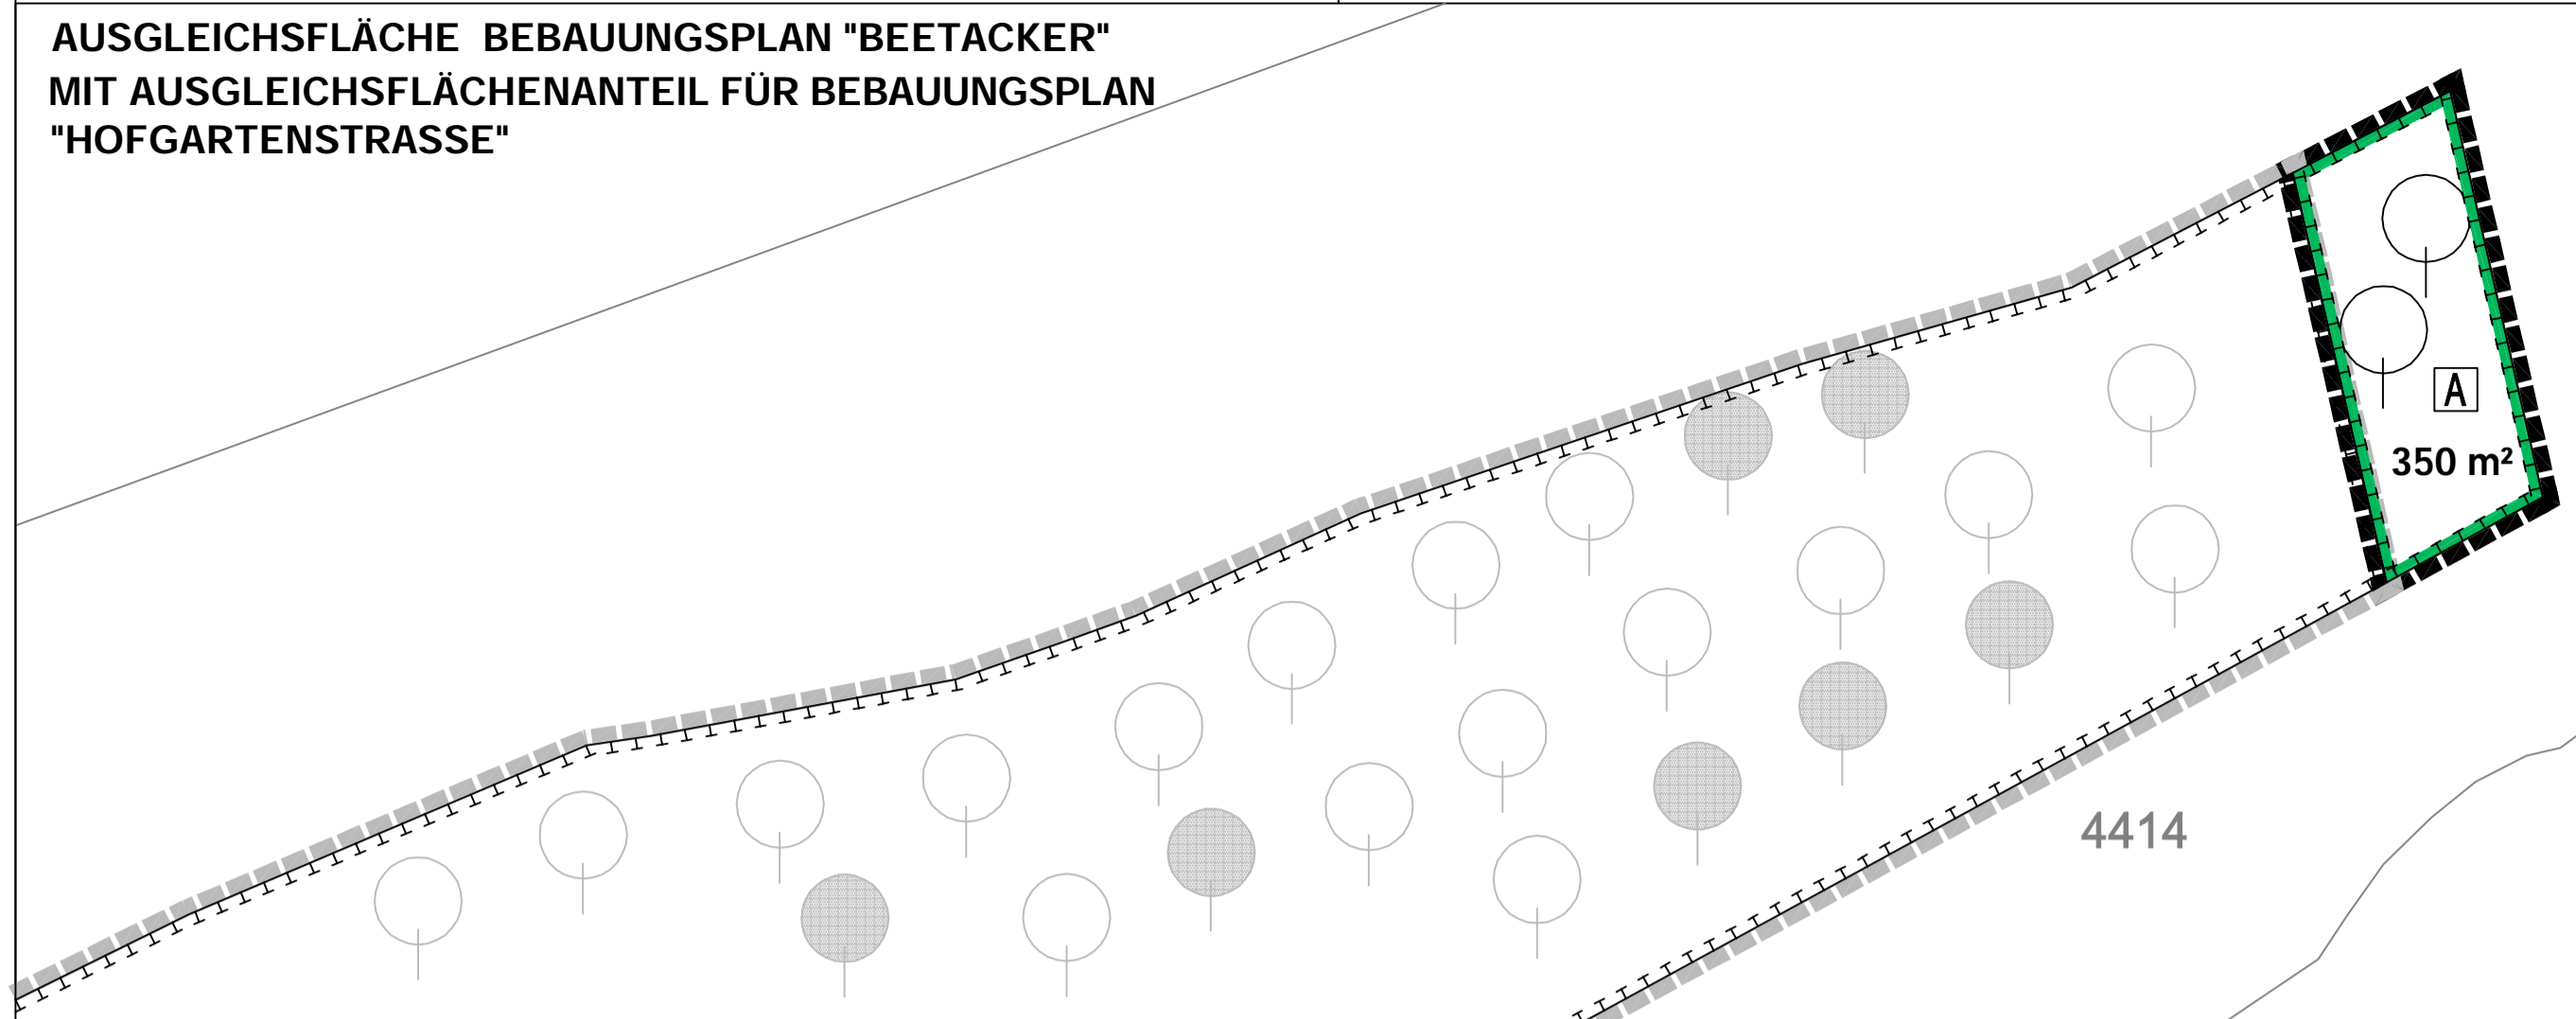 AUSGLEICHSFLÄCHE BEBAUUNGSPLAN "BEETACKER"
MIT AUSGLEICHSFLÄCHENANTEIL FÜR BEBAUUNGSPLAN
"HOFGARTENSTRASSE"
A
350 m²
4414